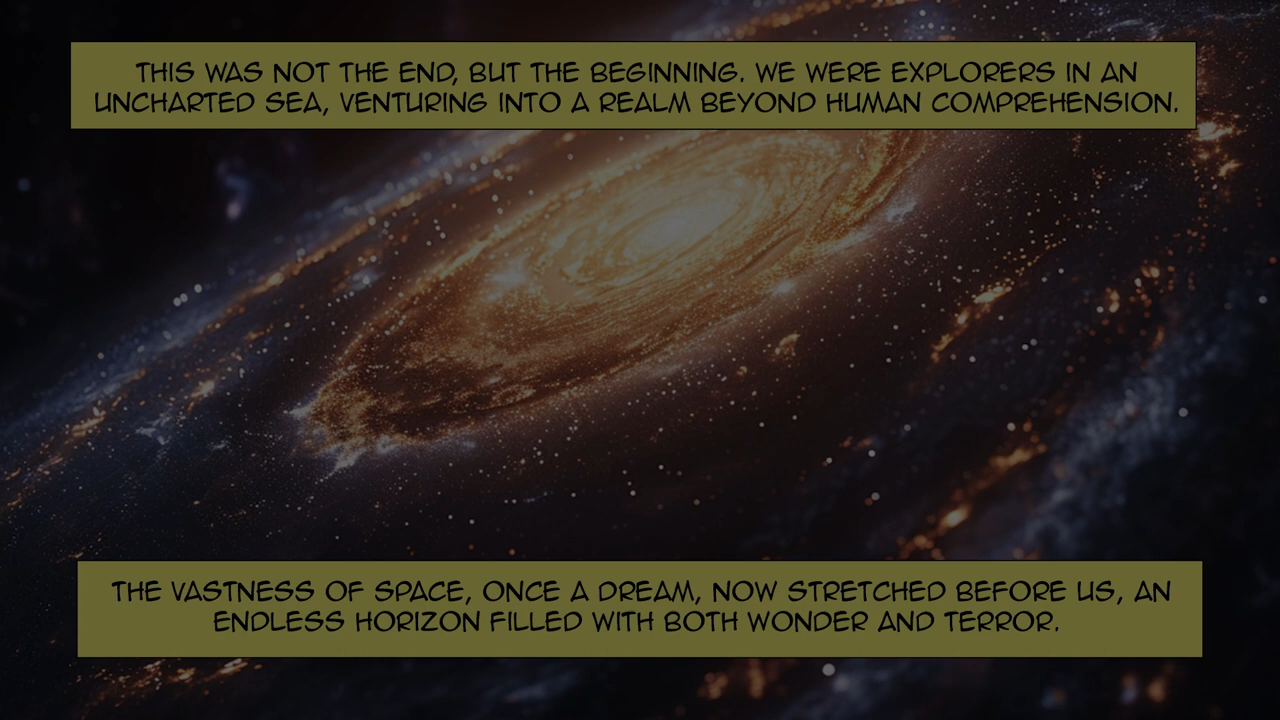 THIS WAS NOT THE END, BUT THE BEGINNING. WE WERE EXPLORERS IN AN
UNCHARTED SEA, VENTURING INTO A REALM BEYOND HUMAN COMPREHENSION.
THE VASTNESS OF SPACE, ONCE A DREAM, NOW STRETCHED BEFORE US, AN
ENDLESS HORIZON FILLED WITH BOTH WONDER AND TERROR.